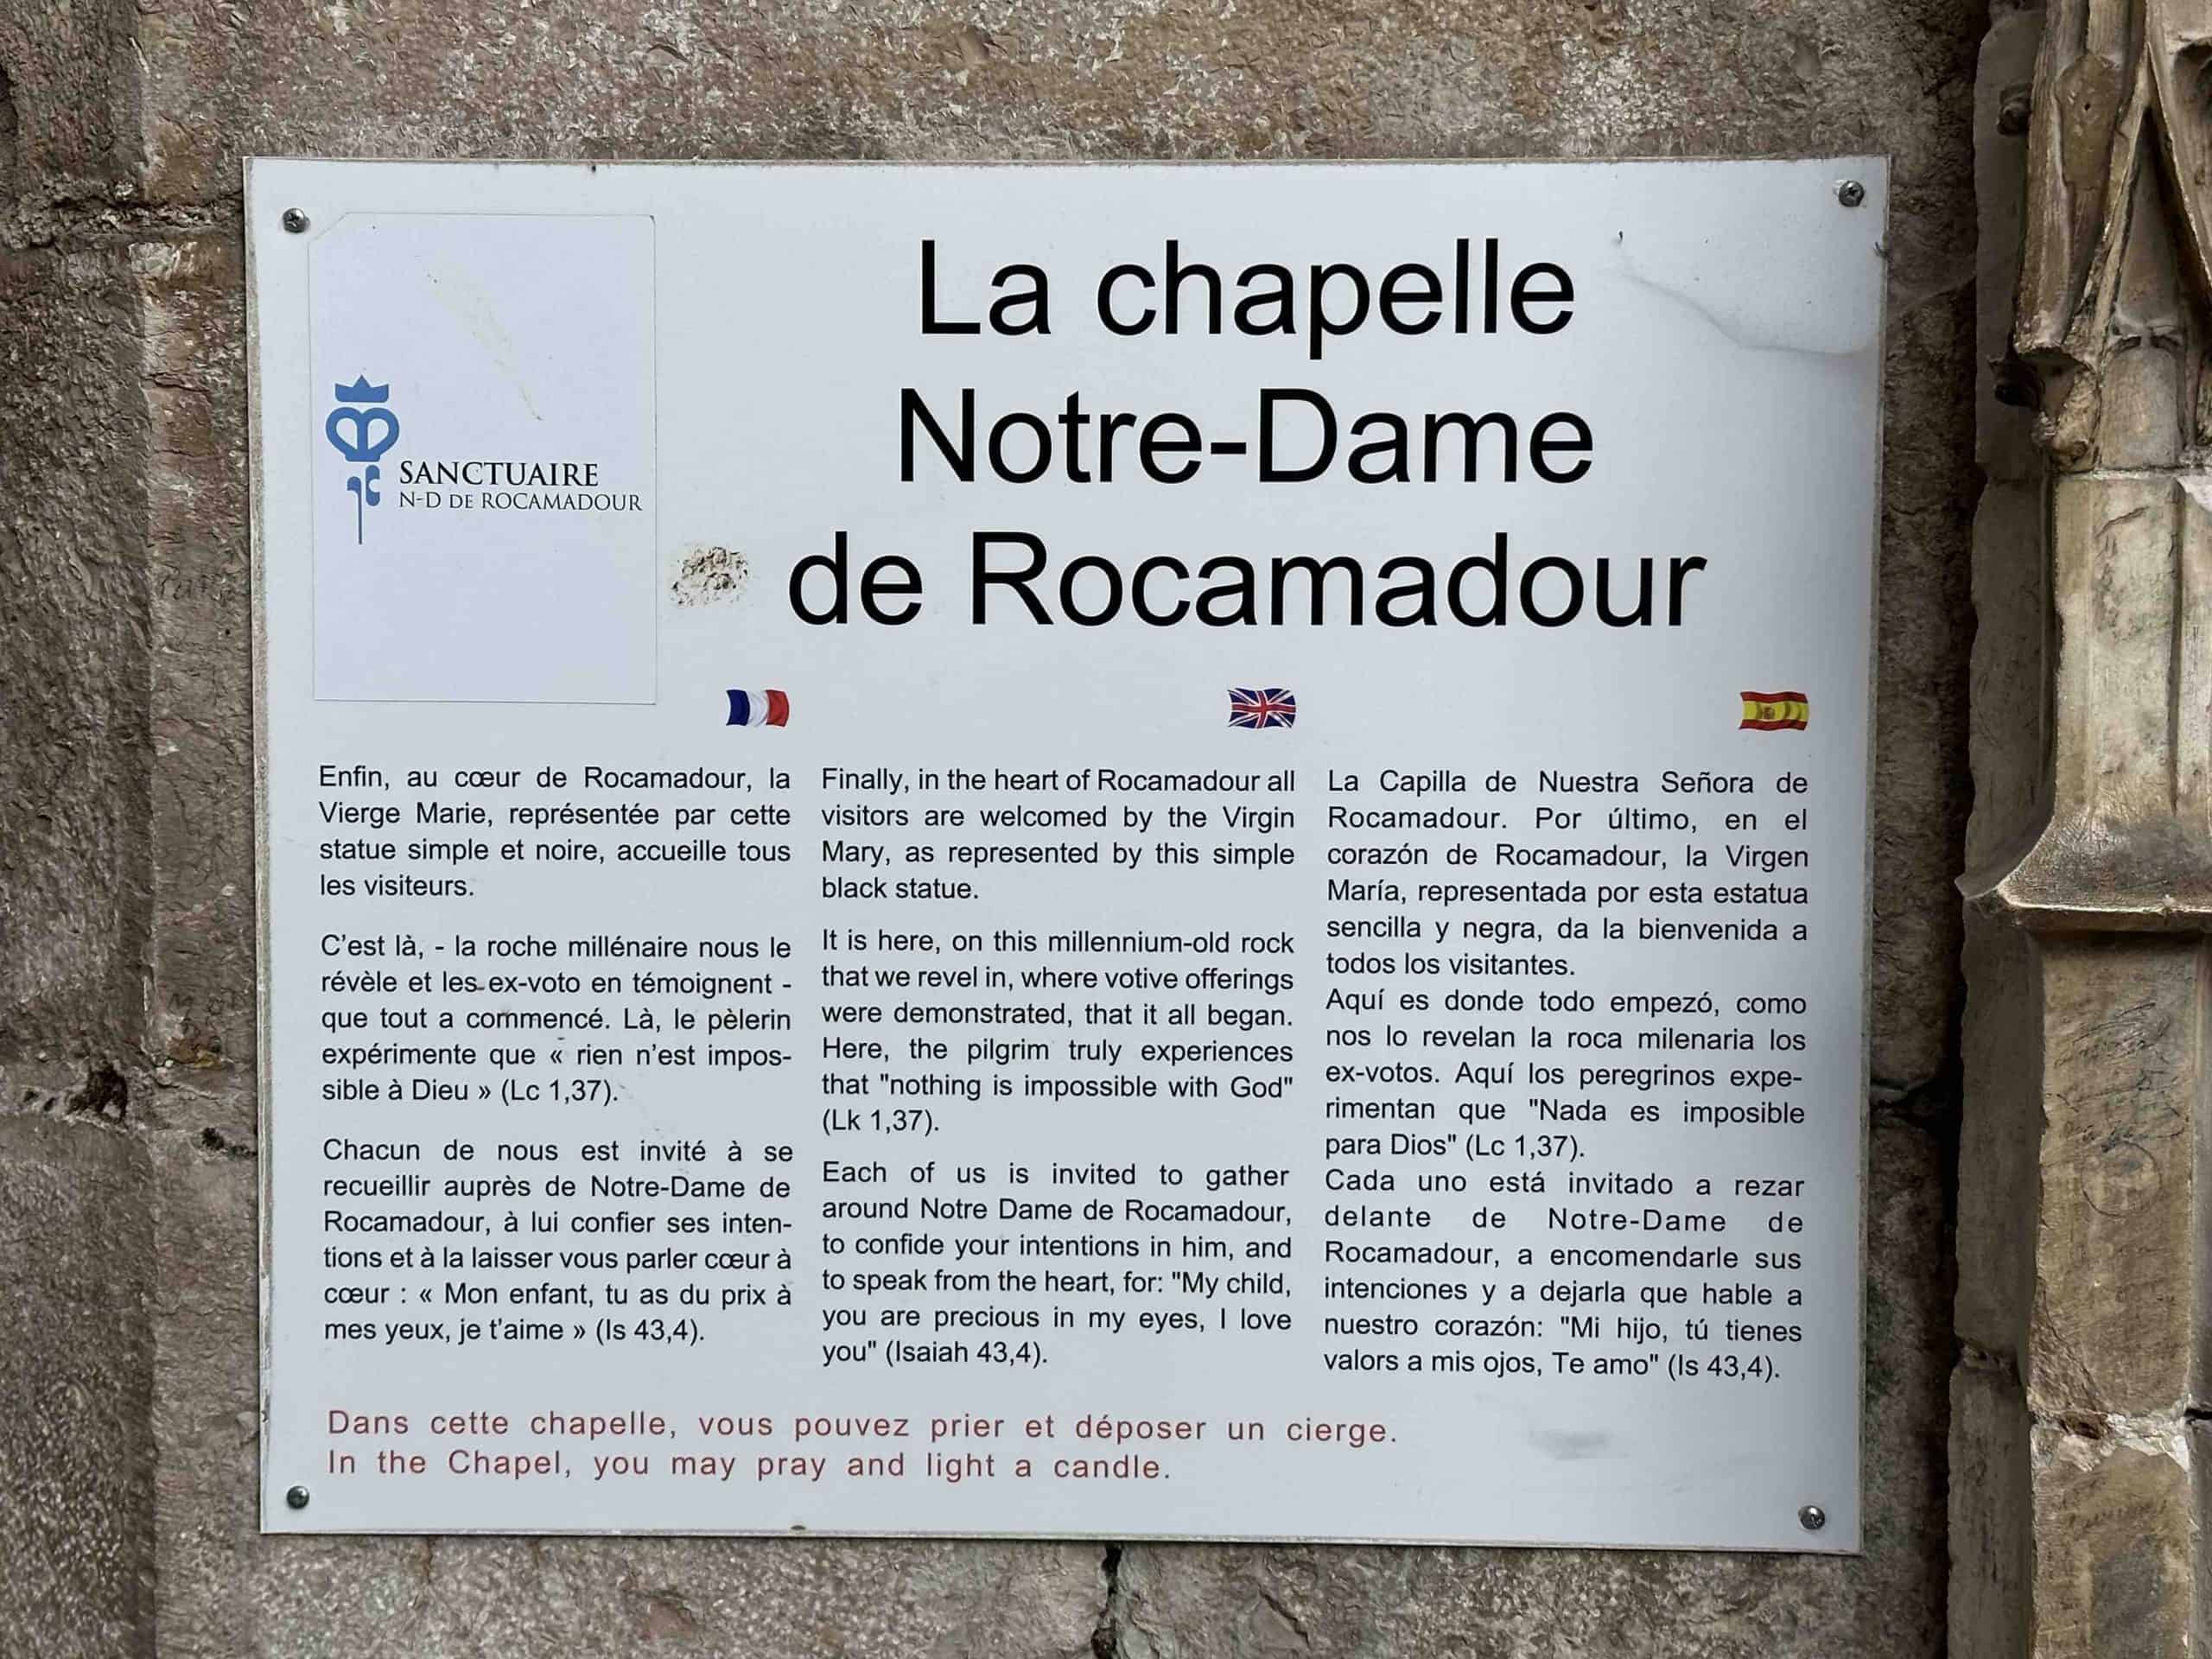 SANCTUAIRE
N-D DE ROCAMADOUR
La chapelle
Notre-Dame
de Rocamadour
Enfin, au cœur de Rocamadour, la
Vierge Marie, représentée par cette
statue simple et noire, accueille tous
les visiteurs.
C'est là, - la roche millénaire nous le
révèle et les ex-voto en témoignent -
que tout a commencé. Là, le pèlerin
expérimente que « rien n'est impos-
sible à Dieu » (Lc 1,37).
Chacun de nous est invité à se
recueillir auprès de Notre-Dame de
Rocamadour, à lui confier ses inten-
tions et à la laisser vous parler cœur à
cœur : « Mon enfant, tu as du prix à
mes yeux, je t'aime » (Is 43,4).
Finally, in the heart of Rocamadour all
visitors are welcomed by the Virgin
Mary, as represented by this simple
black statue.
It is here, on this millennium-old rock
that we revel in, where votive offerings
were demonstrated, that it all began.
Here, the pilgrim truly experiences
that "nothing is impossible with God"
(Lk 1,37).
Each of us is invited to gather
around Notre Dame de Rocamadour,
to confide your intentions in him, and
to speak from the heart, for: "My child,
you are precious in my eyes, I love
you" (Isaiah 43,4).
La Capilla de Nuestra Señora de
Rocamadour. Por último, en el
corazón de Rocamadour, la Virgen
María, representada por esta estatua
sencilla y negra, da la bienvenida a
todos los visitantes.
Aquí es donde todo empezó, como
nos lo revelan la roca milenaria los
ex-votos. Aquí los peregrinos expe-
rimentan que "Nada es imposible
para Dios" (Lc 1,37).
Cada uno está invitado a rezar
delante de Notre-Dame de
Rocamadour, a encomendarle sus
intenciones y a dejarla que hable a
nuestro corazón: "Mi hijo, tú tienes
valors a mis ojos, Te amo" (Is 43,4).
Dans cette chapelle, vous pouvez prier et déposer un cierge.
In the Chapel, you may pray and light a candle.